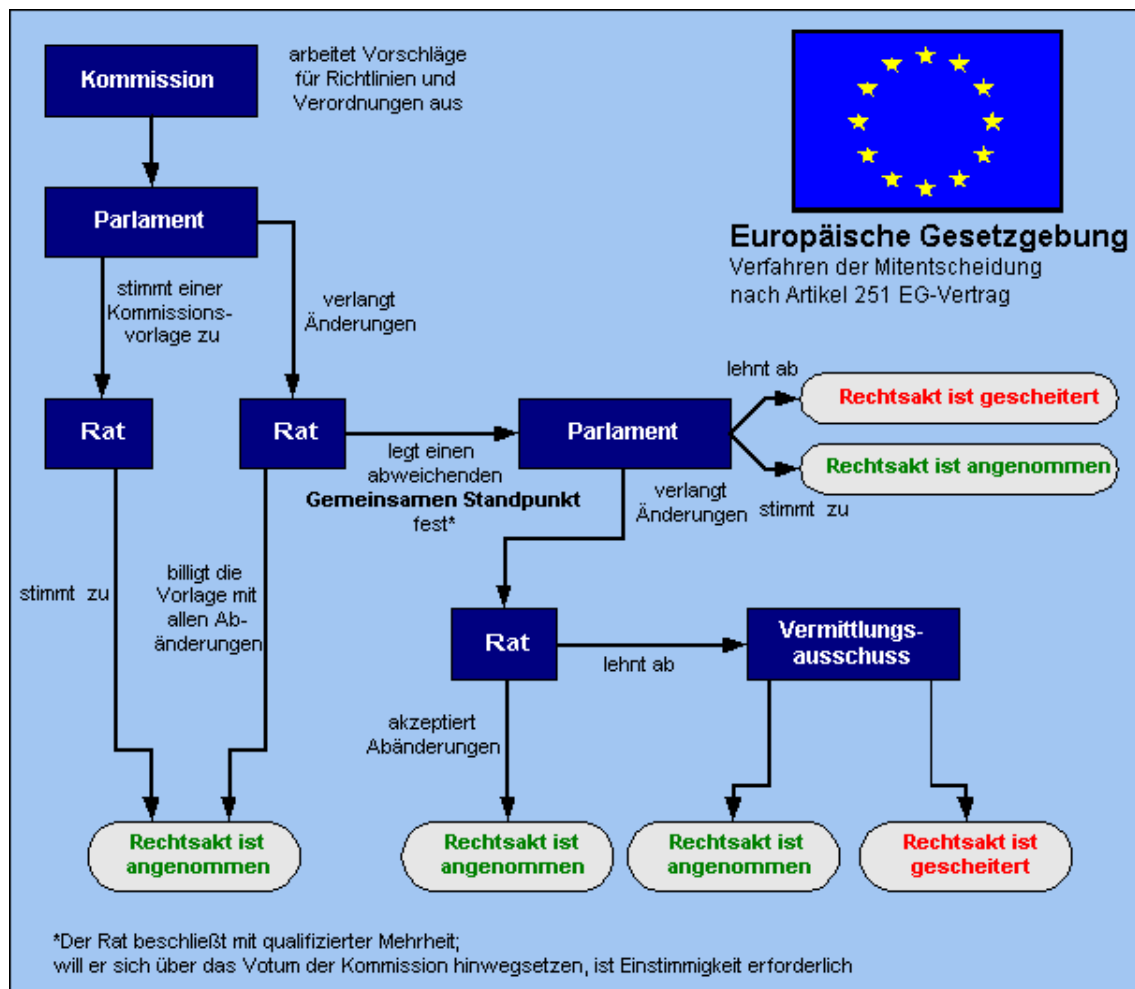 Kommission
arbeitet Vorschläge
für Richtlinien und
Verordnungen aus
Europäische Gesetzgebung
Verfahren der Mitentscheidung
nach Artikel 251 EG-Vertrag
Parlament
stimmt einer
Kommissions-
vorlage zu
verlangt
Änderungen
Rat
Rat
legt einen
abweichenden
Gemeinsamen Standpunkt
fest*
Parlament
lehnt ab
Rechtsakt ist gescheitert
Rechtsakt ist angenommen
stimmt zu
verlangt
Änderungen
stimmt zu
billigt die
Vorlage mit
allen Ab-
änderungen
Rat
lehnt ab
Vermittlungs-
ausschuss
akzeptiert
Abänderungen
Rechtsakt ist
angenommen
Rechtsakt ist
angenommen
Rechtsakt ist
angenommen
Rechtsakt ist
gescheitert
*Der Rat beschließt mit qualifizierter Mehrheit;
will er sich über das Votum der Kommission hinwegsetzen, ist Einstimmigkeit erforderlich